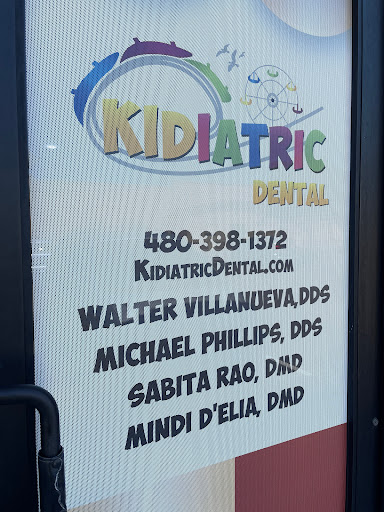 KIDIATRIC
DENTAL
480-398-1372
KIDIATRICDENTAL.COM
WALTER VILLANUEVA,DDS
MICHAEL PHILLIPS, DDS
SABITA RAO, DMD
MINDI D'ELIA, DMD